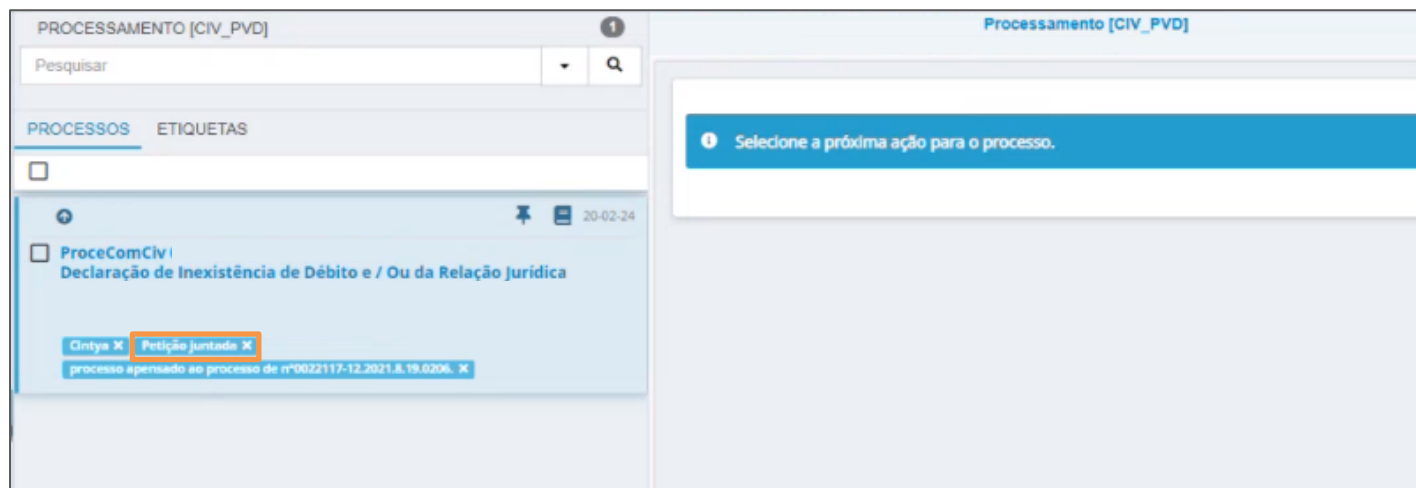 PROCESSAMENTO [CIV_PVD] 1
Pesquisar
PROCESSOS ETIQUETAS
20-02-24
ProceComCiv
Declaração de Inexistência de Débito e / Ou da Relação Jurídica
Cintya × Petição juntada ×
processo apensado ao processo de nº0022117-12.2021.8.19.0206. ×
Processamento [CIV_PVD]
Selecione a próxima ação para o processo.